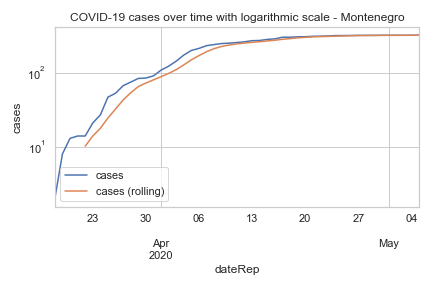 COVID-19 cases over time with logarithmic scale - Montenegro
cases
10²
10¹
cases
cases (rolling)
23 30 06 13 20 27 04
Apr May
2020
dateRep